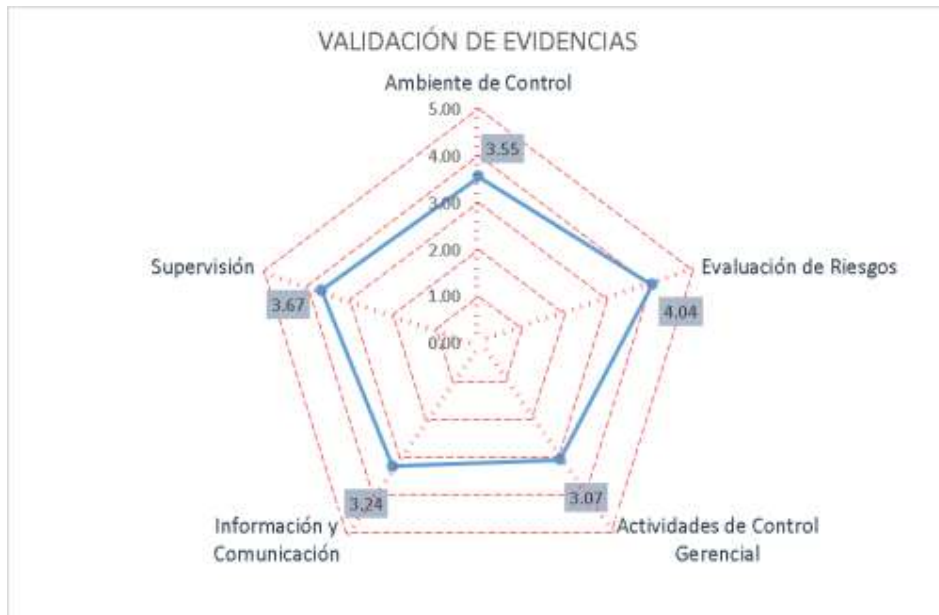 VALIDACIÓN DE EVIDENCIAS
Ambiente de Control
5.00
4.00
3.55
3.00
2.00
1.00
0.00
Supervisión
3.67
Evaluación de Riesgos
4.04
3.24
3.07
Información y
Comunicación
Actividades de Control
Gerencial